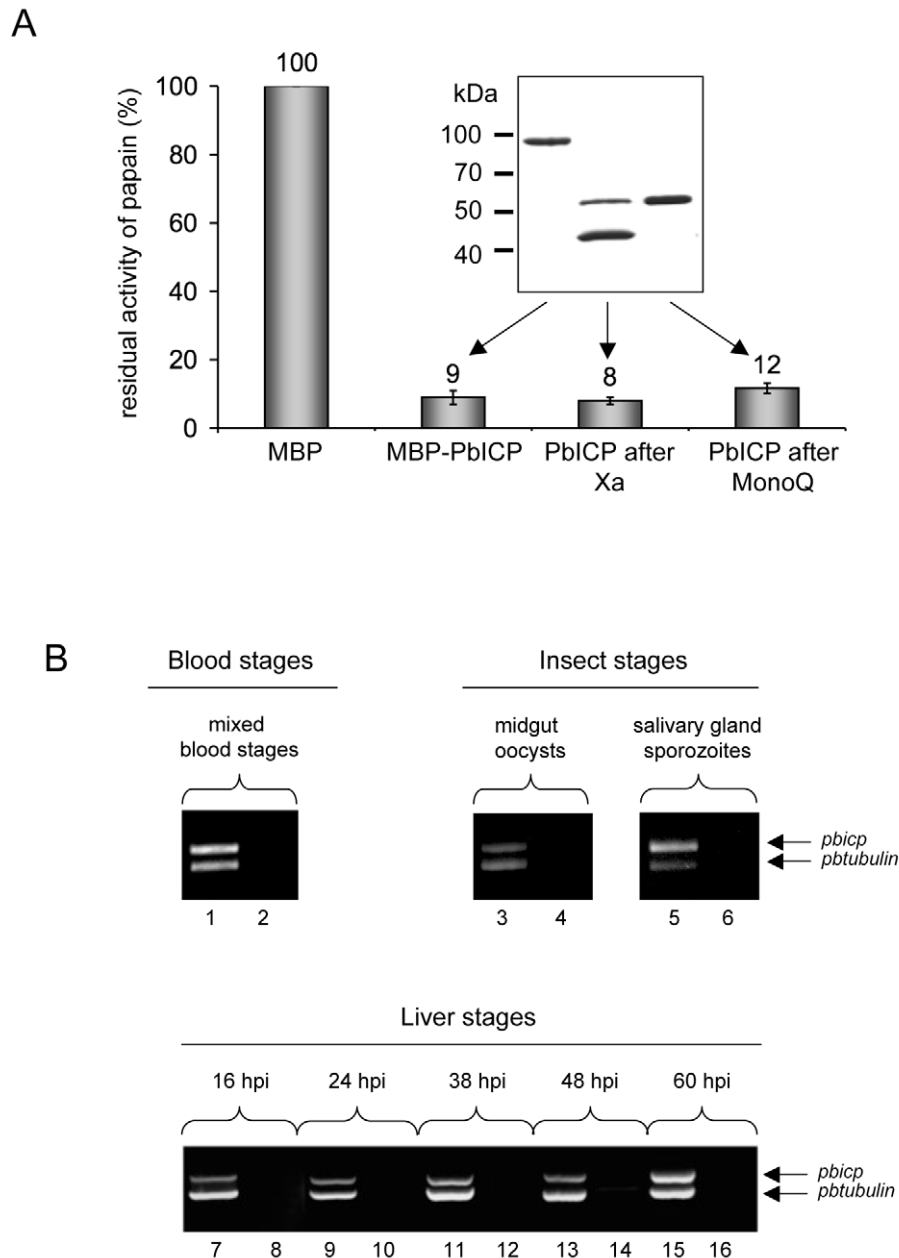 A
residual activity of papain (%)
100
80
60
40
20
0
100
9
8
12
kDa
100
70
50
40
MBP
MBP-PbICP
PbICP after
Xa
PbICP after
MonoQ
B
Blood stages
Insect stages
mixed
blood stages
midgut
oocysts
salivary gland
sporozoites
pbicp
pbtubulin
1 2 3 4 5 6
Liver stages
16 hpi 24 hpi 38 hpi 48 hpi 60 hpi
pbicp
pbtubulin
7 8 9 10 11 12 13 14 15 16